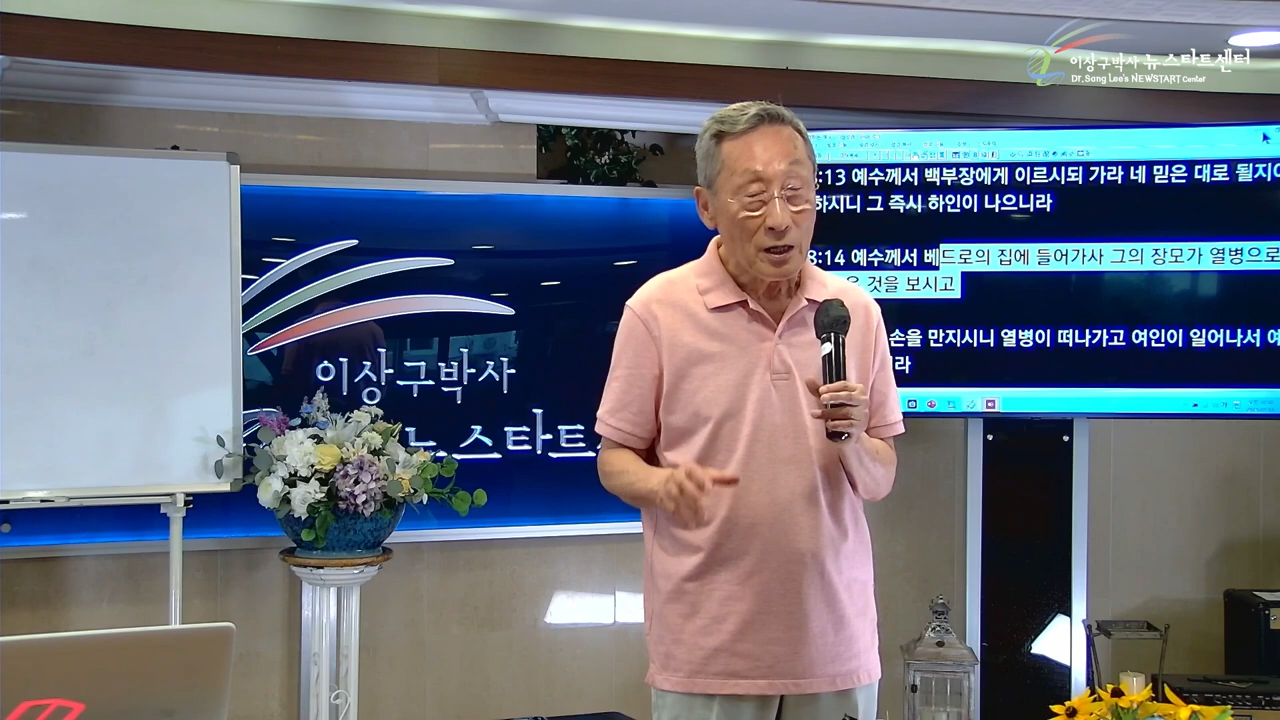 이상구박사 뉴스타트센터
Dr. Sang Lee's NEWSTART Center
:13 예수께서 백부장에게 이르시되 가라 네 믿은 대로 될지
하시니 그 즉시 하인이 나으니라
8:14 예수께서 베드로의 집에 들어가사 그의 장모가 열병으로
것을 보시고
손을 만지시니 열병이 떠나가고 여인이 일어나서 예
라
이상구박사
뉴스타트